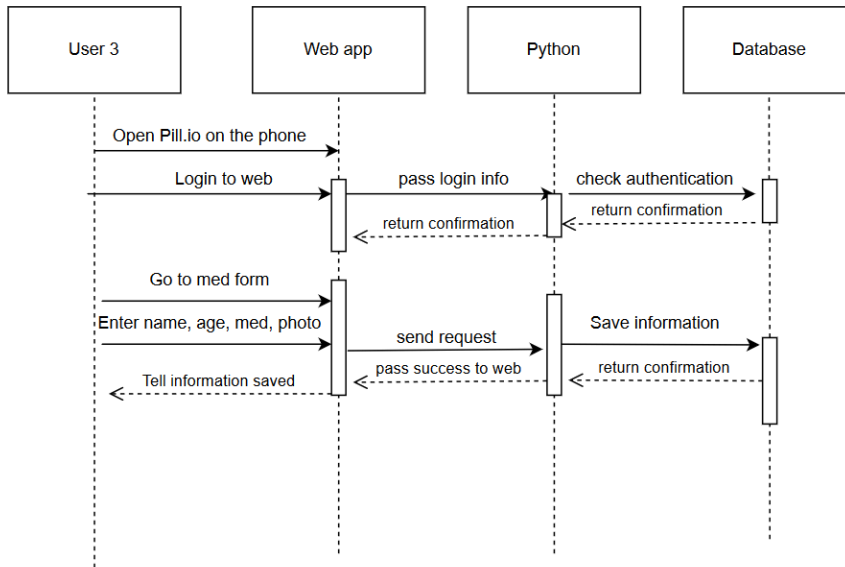 User 3
Web app
Python
Database
Open Pill.io on the phone
Login to web
pass login info
check authentication
return confirmation
return confirmation
Go to med form
Enter name, age, med, photo
send request
Save information
Tell information saved
pass success to web
return confirmation